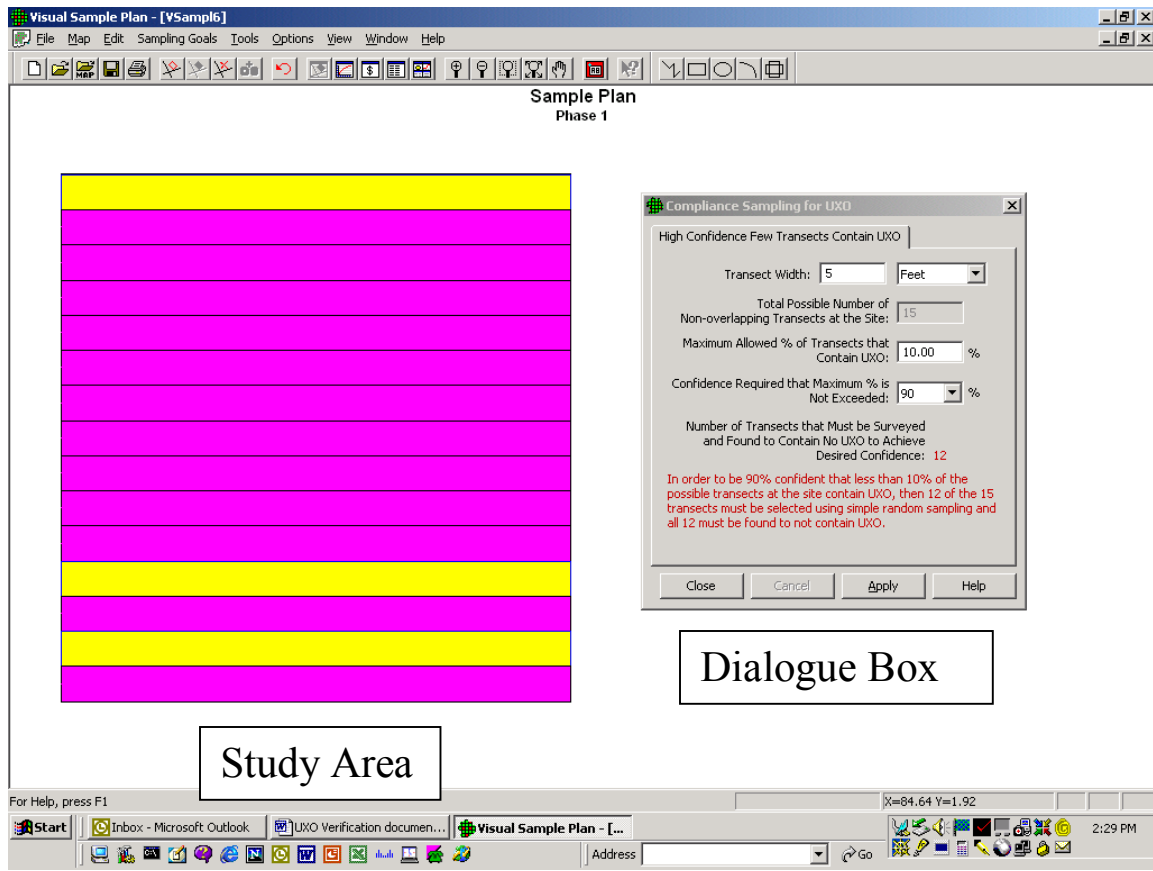 Visual Sample Plan - [VSampl6]
File Map Edit Sampling Goals Tools Options View Window Help
MAP
Sample Plan
Phase 1
Compliance Sampling for UXO
High Confidence Few Transects Contain UXO
Transect Width: 5 Feet
Total Possible Number of
Non-overlapping Transects at the Site: 15
Maximum Allowed % of Transects that
Contain UXO: 10.00 %
Confidence Required that Maximum % is
Not Exceeded: 90 %
Number of Transects that Must be Surveyed
and Found to Contain No UXO to Achieve
Desired Confidence: 12
In order to be 90% confident that less than 10% of the
possible transects at the site contain UXO, then 12 of the 15
transects must be selected using simple random sampling and
all 12 must be found to not contain UXO.
Close Cancel Apply Help
Dialogue Box
Study Area
For Help, press F1
X=84.64 Y=1.92
Start Inbox - Microsoft Outlook UXO Verification documen... Visual Sample Plan - [... 2:29 PM
Address Go